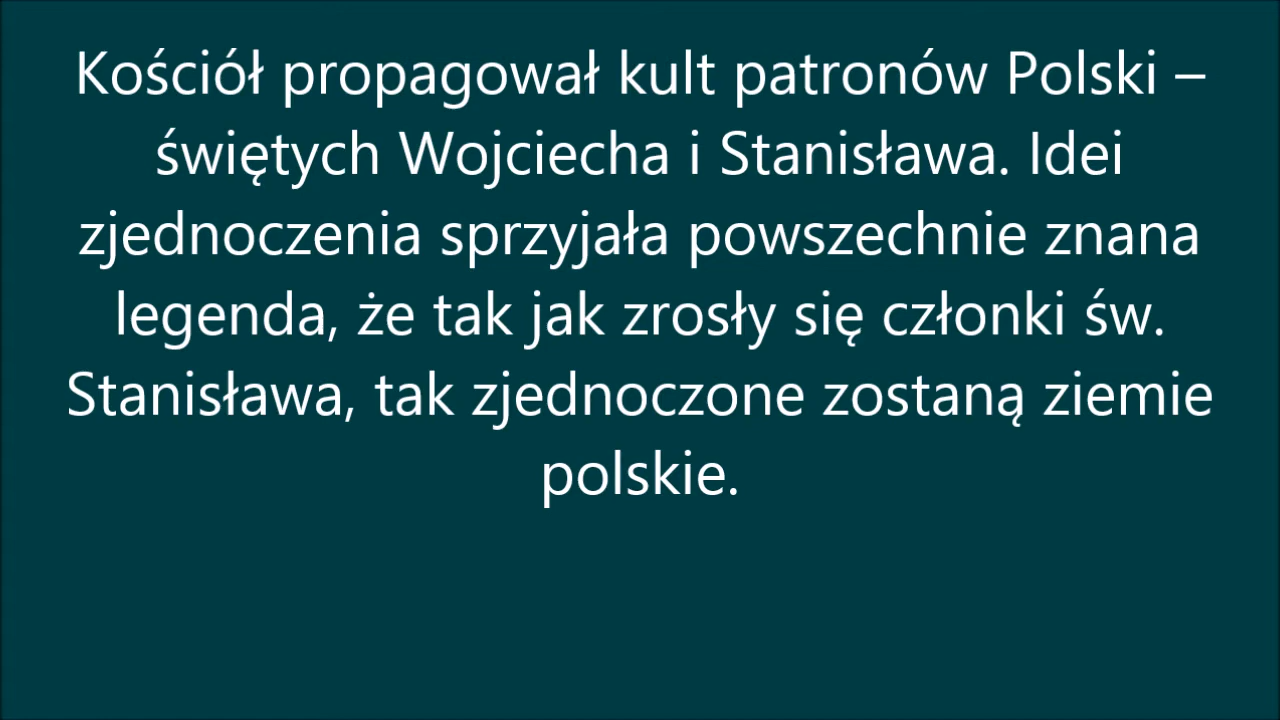 Kościół propagował kult patronów Polski –
świętych Wojciecha i Stanisława. Idei
zjednoczenia sprzyjała powszechnie znana
legenda, że tak jak zrosły się członki św.
Stanisława, tak zjednoczone zostaną ziemie
polskie.